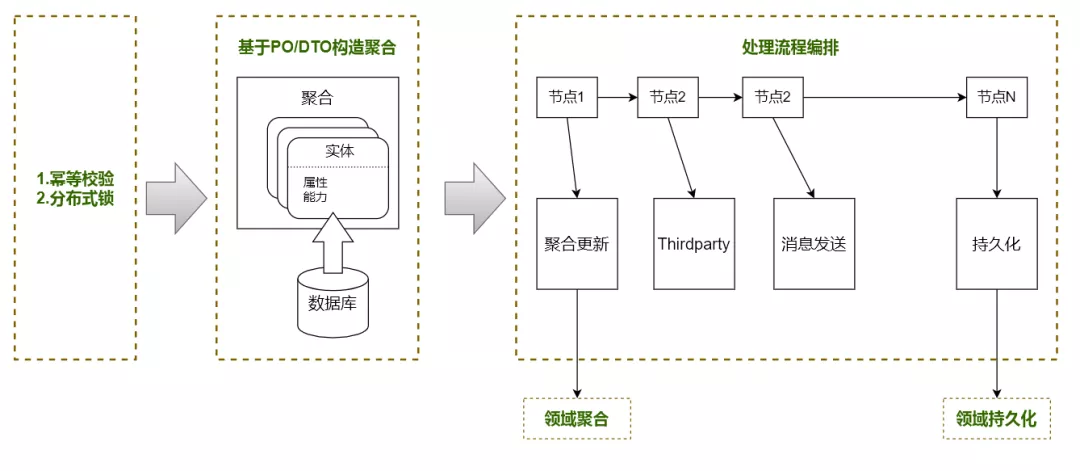 1.幂等校验
2.分布式锁
基于PO/DTO构造聚合
聚合
实体
属性
能力
数据库
处理流程编排
节点1
节点2
节点2
节点N
聚合更新
Thirdparty
消息发送
持久化
领域聚合
领域持久化